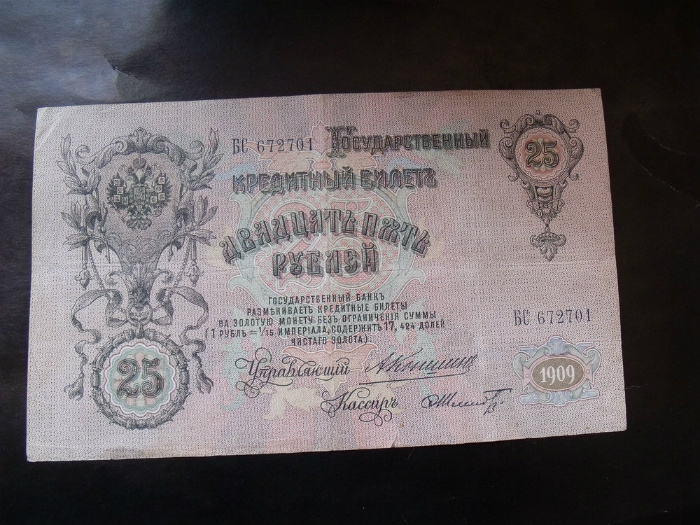 БС 672701 ГОСУДАРСТВЕННЫЙ 25
КРЕДИТНЫЙ БИЛЕТЪ
ДВАДЦАТЬ ПЯТЬ
РУБЛЕЙ
ГОСУДАРСТВЕННЫЙ БАНКЪ
РАЗМѢНИВАЕТЪ КРЕДИТНЫЕ БИЛЕТЫ
НА ЗОЛОТУЮ МОНЕТУ БЕЗЪ ОГРАНИЧЕНІЯ СУММЫ
(1 РУБЛЬ = 1/15 ИМПЕРІАЛА, СОДЕРЖИТЪ 17,424 ДОЛЕЙ
ЧИСТАГО ЗОЛОТА)
БС 672701
Управляющій
Кассиръ
25
1909